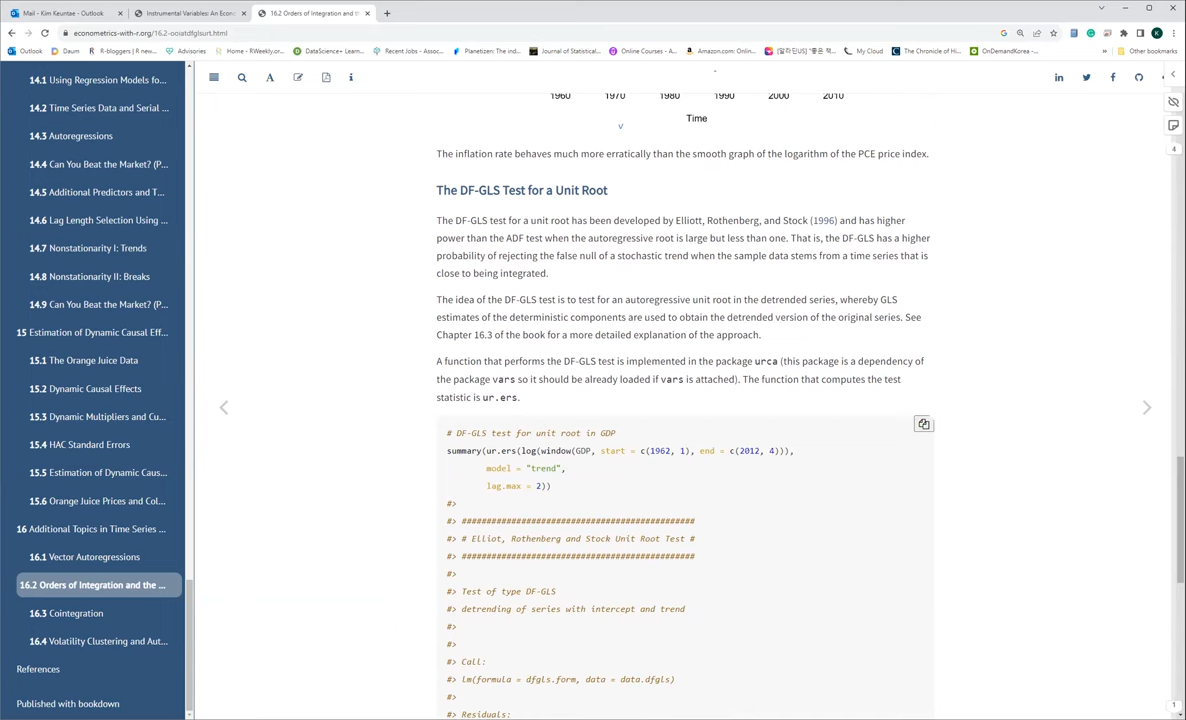 Mail - Kim Keuntae - Outlook
Instrumental Variables: An Econ
16.2 Orders of Integration and th
econometrics-with-r.org/16.2-ooiatdfglsurt.html
Outlook
Daum
R-bloggers | R new...
Advisories
Home - RWeekly.or...
DataScience+ Learn...
Recent Jobs - Assoc...
Planetizen: The ind...
Journal of Statistical...
Online Courses - A...
Amazon.com: Onlin...
[알라딘US] "좋은 책...
My Cloud
The Chronicle of Hi...
OnDemandKorea -...
Other bookmarks
14.1 Using Regression Models fo...
14.2 Time Series Data and Serial ...
14.3 Autoregressions
14.4 Can You Beat the Market? (P...
14.5 Additional Predictors and T...
14.6 Lag Length Selection Using ...
14.7 Nonstationarity I: Trends
14.8 Nonstationarity II: Breaks
14.9 Can You Beat the Market? (P...
15 Estimation of Dynamic Causal Eff...
15.1 The Orange Juice Data
15.2 Dynamic Causal Effects
15.3 Dynamic Multipliers and Cu...
15.4 HAC Standard Errors
15.5 Estimation of Dynamic Caus...
15.6 Orange Juice Prices and Col...
16 Additional Topics in Time Series ...
16.1 Vector Autoregressions
16.2 Orders of Integration and the ...
16.3 Cointegration
16.4 Volatility Clustering and Aut...
References
Published with bookdown
1960 1970 1980 1990 2000 2010
Time
v
The inflation rate behaves much more erratically than the smooth graph of the logarithm of the PCE price index.
The DF-GLS Test for a Unit Root
The DF-GLS test for a unit root has been developed by Elliott, Rothenberg, and Stock (1996) and has higher
power than the ADF test when the autoregressive root is large but less than one. That is, the DF-GLS has a higher
probability of rejecting the false null of a stochastic trend when the sample data stems from a time series that is
close to being integrated.
The idea of the DF-GLS test is to test for an autoregressive unit root in the detrended series, whereby GLS
estimates of the deterministic components are used to obtain the detrended version of the original series. See
Chapter 16.3 of the book for a more detailed explanation of the approach.
A function that performs the DF-GLS test is implemented in the package urca (this package is a dependency of
the package vars so it should be already loaded if vars is attached). The function that computes the test
statistic is ur.ers.
# DF-GLS test for unit root in GDP
summary(ur.ers(log(window(GDP, start = c(1962, 1), end = c(2012, 4))),
model = "trend",
lag.max = 2))
#>
#> ###############################################
#> # Elliot, Rothenberg and Stock Unit Root Test #
#> ###############################################
#>
#> Test of type DF-GLS
#> detrending of series with intercept and trend
#>
#>
#> Call:
#> lm(formula = dfgls.form, data = data.dfgls)
#>
#> Residuals:
4
1